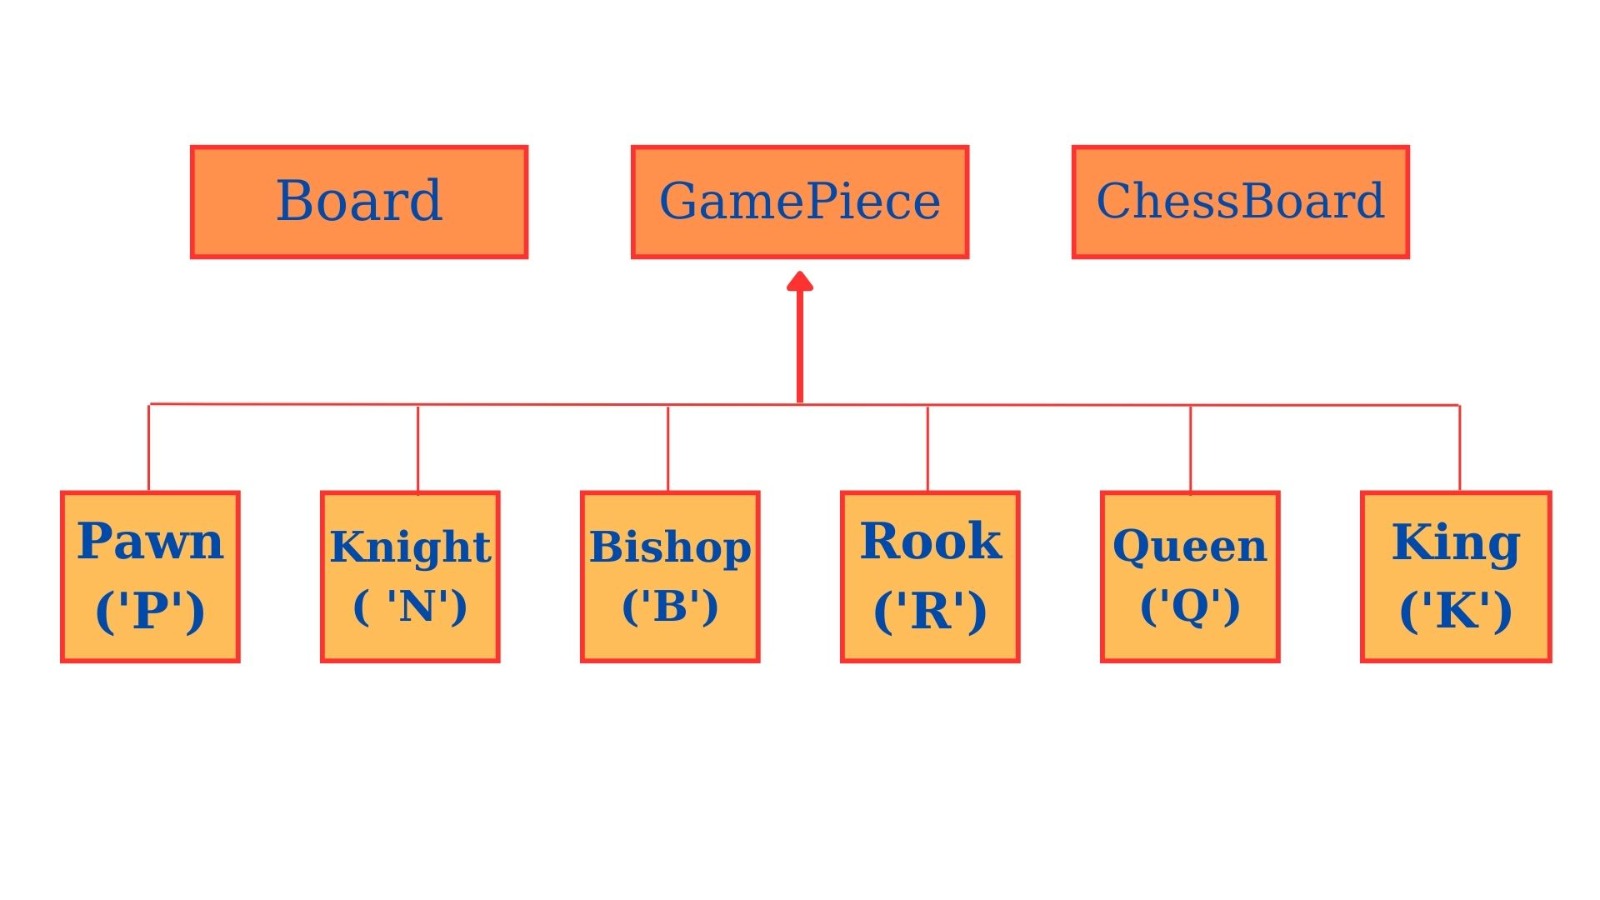 Board
GamePiece
ChessBoard
Pawn
('P')
Knight
( 'N')
Bishop
('B')
Rook
('R')
Queen
('Q')
King
('K')